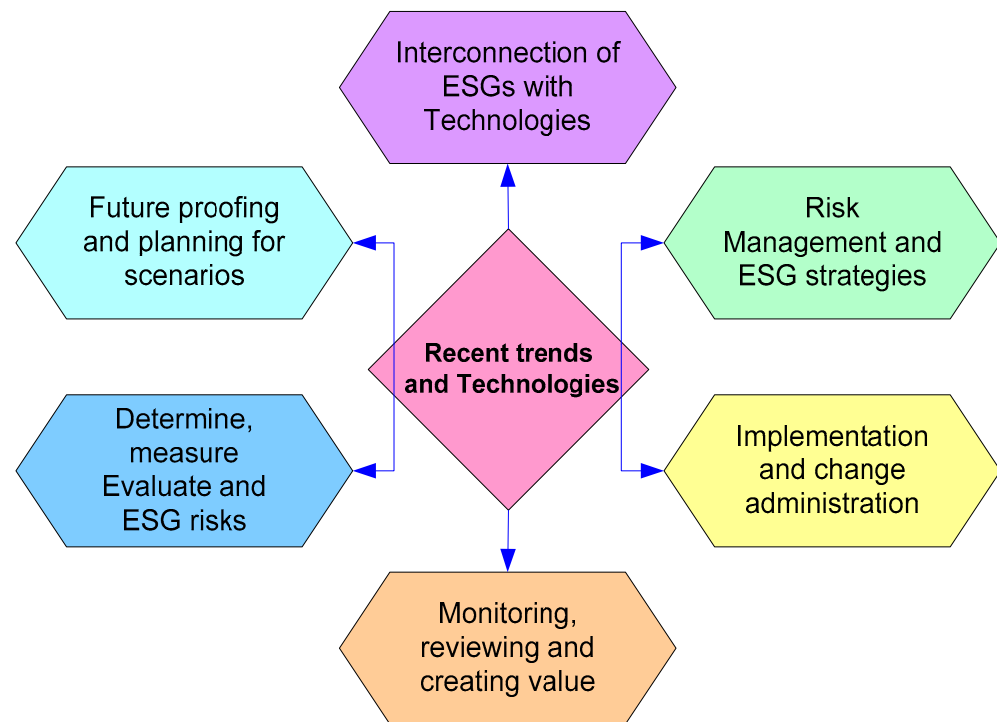 Interconnection of
ESGs with
Technologies
Future proofing
and planning for
scenarios
Risk
Management and
ESG strategies
Recent trends
and Technologies
Determine,
measure
Evaluate and
ESG risks
Implementation
and change
administration
Monitoring,
reviewing and
creating value